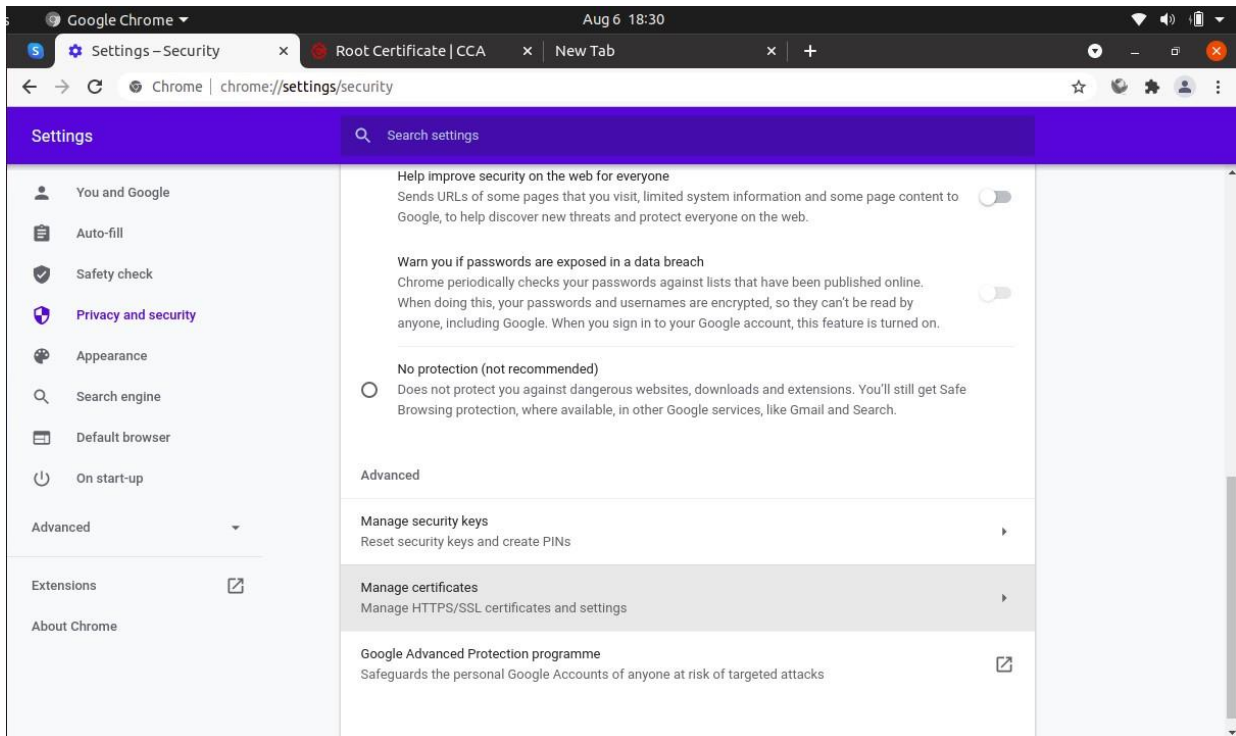 Google Chrome
Aug 6 18:30
Settings – Security
Root Certificate | CCA
New Tab
Chrome | chrome://settings/security
Settings
Search settings
You and Google
Auto-fill
Safety check
Privacy and security
Appearance
Search engine
Default browser
On start-up
Advanced
Extensions
About Chrome
Help improve security on the web for everyone
Sends URLs of some pages that you visit, limited system information and some page content to
Google, to help discover new threats and protect everyone on the web.
Warn you if passwords are exposed in a data breach
Chrome periodically checks your passwords against lists that have been published online.
When doing this, your passwords and usernames are encrypted, so they can't be read by
anyone, including Google. When you sign in to your Google account, this feature is turned on.
No protection (not recommended)
Does not protect you against dangerous websites, downloads and extensions. You'll still get Safe
Browsing protection, where available, in other Google services, like Gmail and Search.
Advanced
Manage security keys
Reset security keys and create PINs
Manage certificates
Manage HTTPS/SSL certificates and settings
Google Advanced Protection programme
Safeguards the personal Google Accounts of anyone at risk of targeted attacks